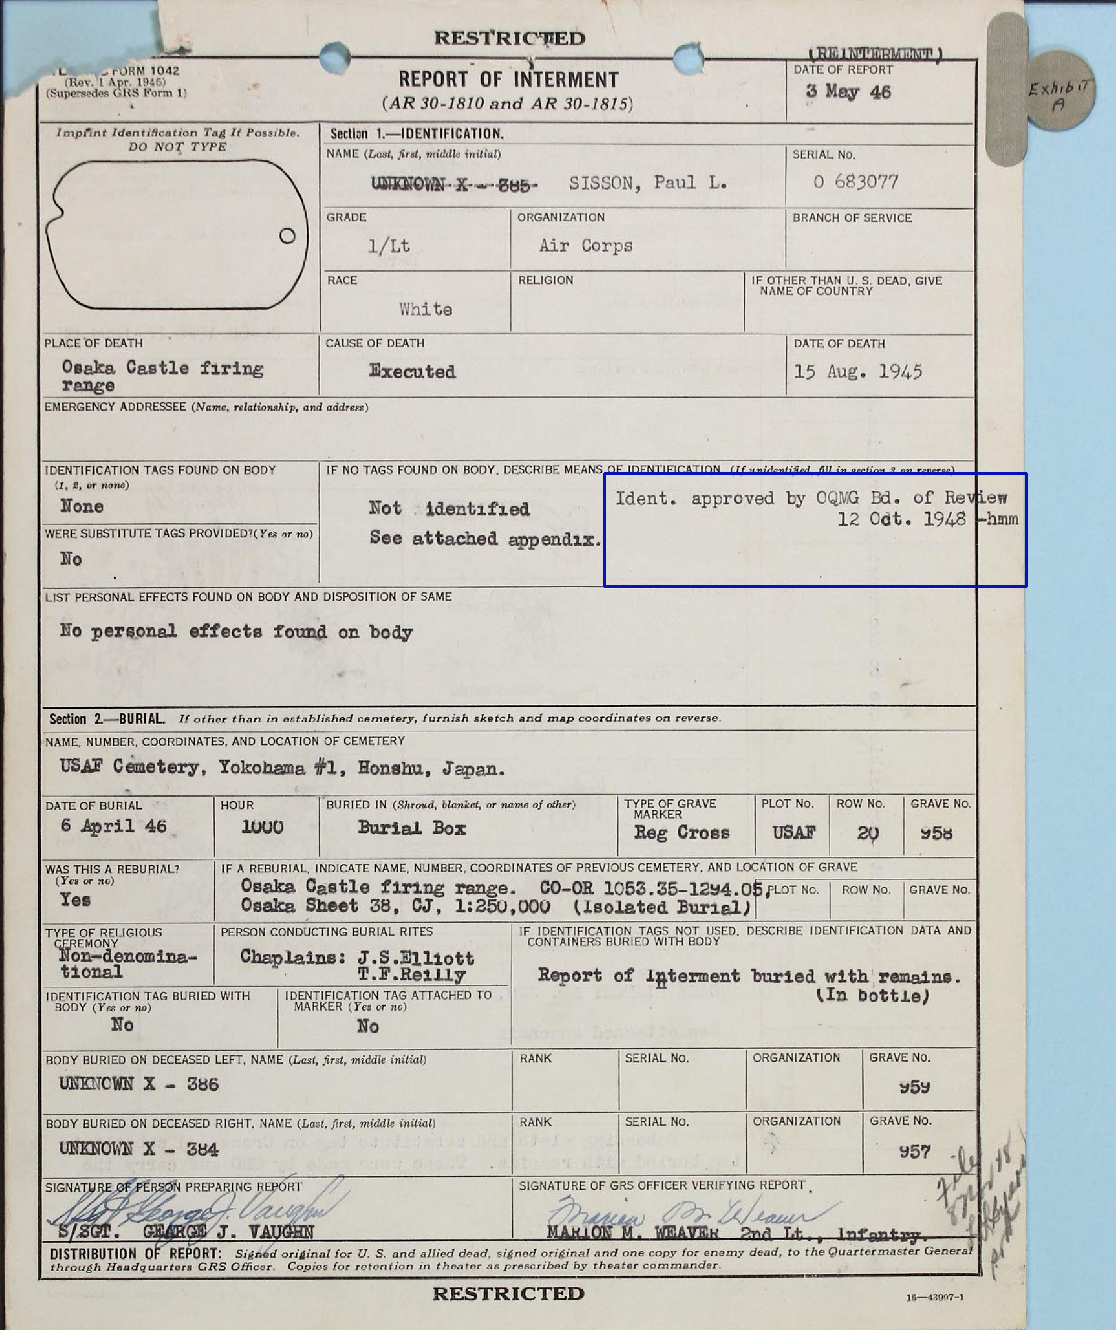 RESTRICTED
(REINTERMENT)
FORM 1042
(Rev. 1 Apr. 1945)
(Supersedes GRS Form 1)
REPORT OF INTERMENT
(AR 30-1810 and AR 30-1815)
DATE OF REPORT
3 May 46
Exhibit
A
Imprint Identification Tag If Possible.
DO NOT TYPE
Section 1.—IDENTIFICATION.
NAME (Last, first, middle initial)
UNKNOWN X - 385 SISSON, Paul L.
SERIAL No.
O 683077
GRADE
1/Lt
ORGANIZATION
Air Corps
BRANCH OF SERVICE
RACE
White
RELIGION
IF OTHER THAN U. S. DEAD, GIVE
NAME OF COUNTRY
PLACE OF DEATH
Osaka Castle firing
range
CAUSE OF DEATH
Executed
DATE OF DEATH
15 Aug. 1945
EMERGENCY ADDRESSEE (Name, relationship, and address)
IDENTIFICATION TAGS FOUND ON BODY
(1, 2, or none)
None
WERE SUBSTITUTE TAGS PROVIDED? (Yes or no)
No
IF NO TAGS FOUND ON BODY, DESCRIBE MEANS OF IDENTIFICATION (If unidentified, fill in section 3 on reverse)
Not identified
See attached appendix.
Ident. approved by OQMG Bd. of Review
12 Oct. 1948 -hmm
LIST PERSONAL EFFECTS FOUND ON BODY AND DISPOSITION OF SAME
No personal effects found on body
Section 2.—BURIAL. If other than in established cemetery, furnish sketch and map coordinates on reverse.
NAME, NUMBER, COORDINATES, AND LOCATION OF CEMETERY
USAF Cemetery, Yokohama #1, Honshu, Japan.
DATE OF BURIAL
6 April 46
HOUR
1000
BURIED IN (Shroud, blanket, or name of other)
Burial Box
TYPE OF GRAVE
MARKER
Reg Cross
PLOT No.
USAF
ROW No.
20
GRAVE No.
958
WAS THIS A REBURIAL?
(Yes or no)
Yes
IF A REBURIAL, INDICATE NAME, NUMBER, COORDINATES OF PREVIOUS CEMETERY, AND LOCATION OF GRAVE
Osaka Castle firing range. CO-OR 1053.35-1294.05,
Osaka Sheet 38, CJ, 1:250,000 (Isolated Burial)
PLOT No.
ROW No.
GRAVE No.
TYPE OF RELIGIOUS
CEREMONY
Non-denomina-
tional
PERSON CONDUCTING BURIAL RITES
Chaplains: J.S.Elliott
T.F.Reilly
IF IDENTIFICATION TAGS NOT USED, DESCRIBE IDENTIFICATION DATA AND
CONTAINERS BURIED WITH BODY
Report of interment buried with remains.
(In bottle)
IDENTIFICATION TAG BURIED WITH
BODY (Yes or no)
No
IDENTIFICATION TAG ATTACHED TO
MARKER (Yes or no)
No
BODY BURIED ON DECEASED LEFT, NAME (Last, first, middle initial)
UNKNOWN X - 386
RANK
SERIAL No.
ORGANIZATION
GRAVE No.
959
BODY BURIED ON DECEASED RIGHT, NAME (Last, first, middle initial)
UNKNOWN X - 384
RANK
SERIAL No.
ORGANIZATION
GRAVE No.
957
SIGNATURE OF PERSON PREPARING REPORT
S/Sgt George J. Vaughn
S/SGT. GEORGE J. VAUGHN
SIGNATURE OF GRS OFFICER VERIFYING REPORT
Marion M. Weaver
MARION M. WEAVER 2nd Lt., Infantry.
File
DISTRIBUTION OF REPORT: Signed original for U. S. and allied dead, signed original and one copy for enemy dead, to the Quartermaster General
through Headquarters GRS Officer. Copies for retention in theater as prescribed by theater commander.
RESTRICTED
16—43907-1